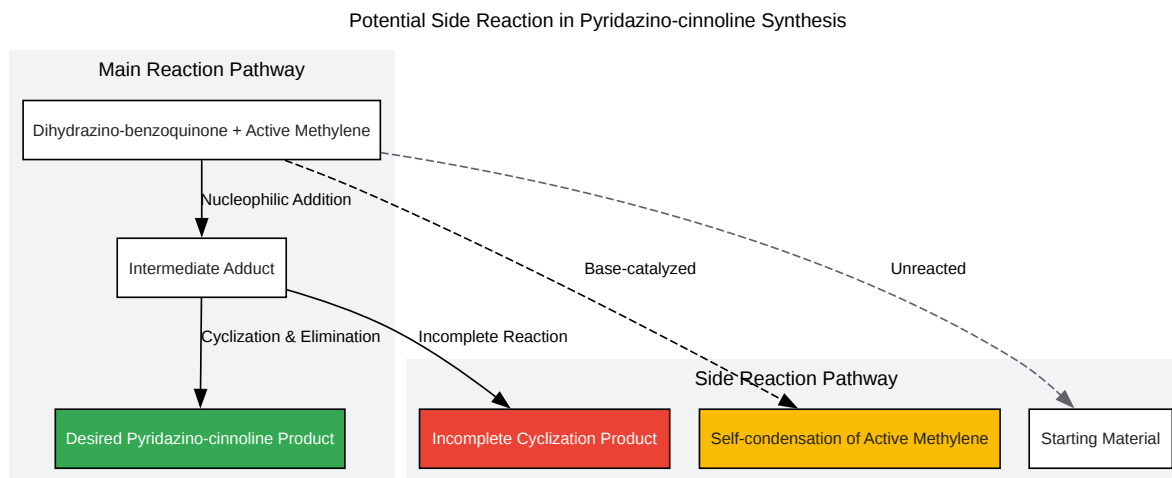 Potential Side Reaction in Pyridazino-cinnoline Synthesis
Main Reaction Pathway
Dihydrazino-benzoquinone + Active Methylene
Nucleophilic Addition
Intermediate Adduct
Base-catalyzed
Unreacted
Cyclization & Elimination
Incomplete Reaction
Side Reaction Pathway
Desired Pyridazino-cinnoline Product
Incomplete Cyclization Product
Self-condensation of Active Methylene
Starting Material